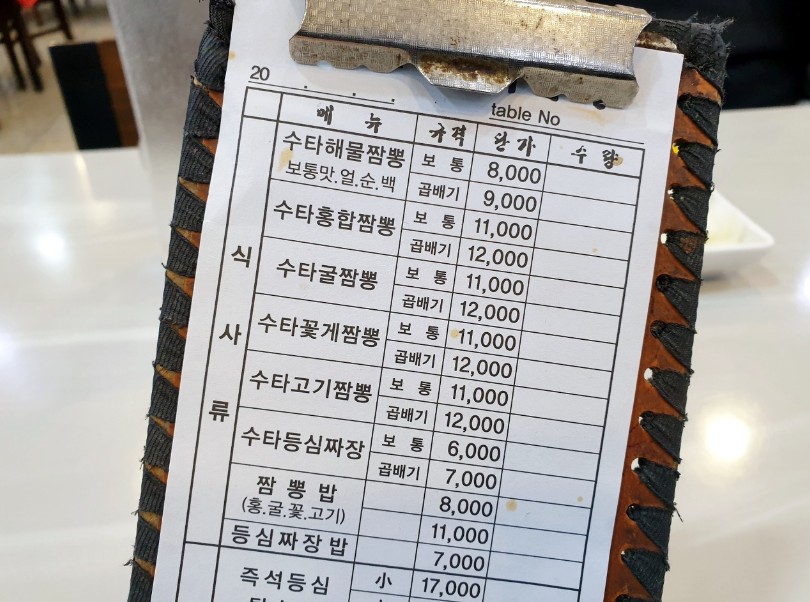 20 . . .
table No
메 뉴 규격 단가 수량
식사류
수타해물짬뽕 보 통 8,000
보통맛.얼.순.백 곱배기 9,000
수타홍합짬뽕 보 통 11,000
곱배기 12,000
수타굴짬뽕 보 통 11,000
곱배기 12,000
수타꽃게짬뽕 보 통 11,000
곱배기 12,000
수타고기짬뽕 보 통 11,000
곱배기 12,000
수타등심짜장 보 통 6,000
곱배기 7,000
짬 뽕 밥 8,000
(홍.굴.꽃.고기) 11,000
등심짜장밥 7,000
즉석등심 小 17,000